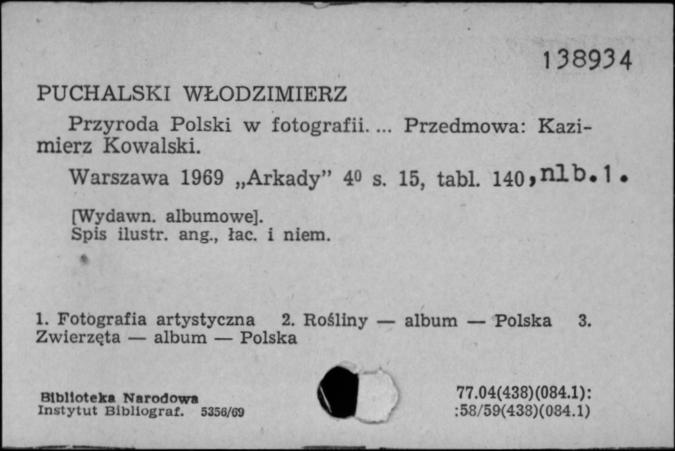 138934
PUCHALSKI WŁODZIMIERZ
Przyroda Polski w fotografii. ... Przedmowa: Kazi-
mierz Kowalski.
Warszawa 1969 „Arkady” 4⁰ s. 15, tabl. 140, nlb. 1.
[Wydawn. albumowe].
Spis ilustr. ang., łac. i niem.
1. Fotografia artystyczna 2. Rośliny — album — Polska 3.
Zwierzęta — album — Polska
Biblioteka Narodowa
Instytut Bibliograf. 5356/69
77.04(438)(084.1):
:58/59(438)(084.1)